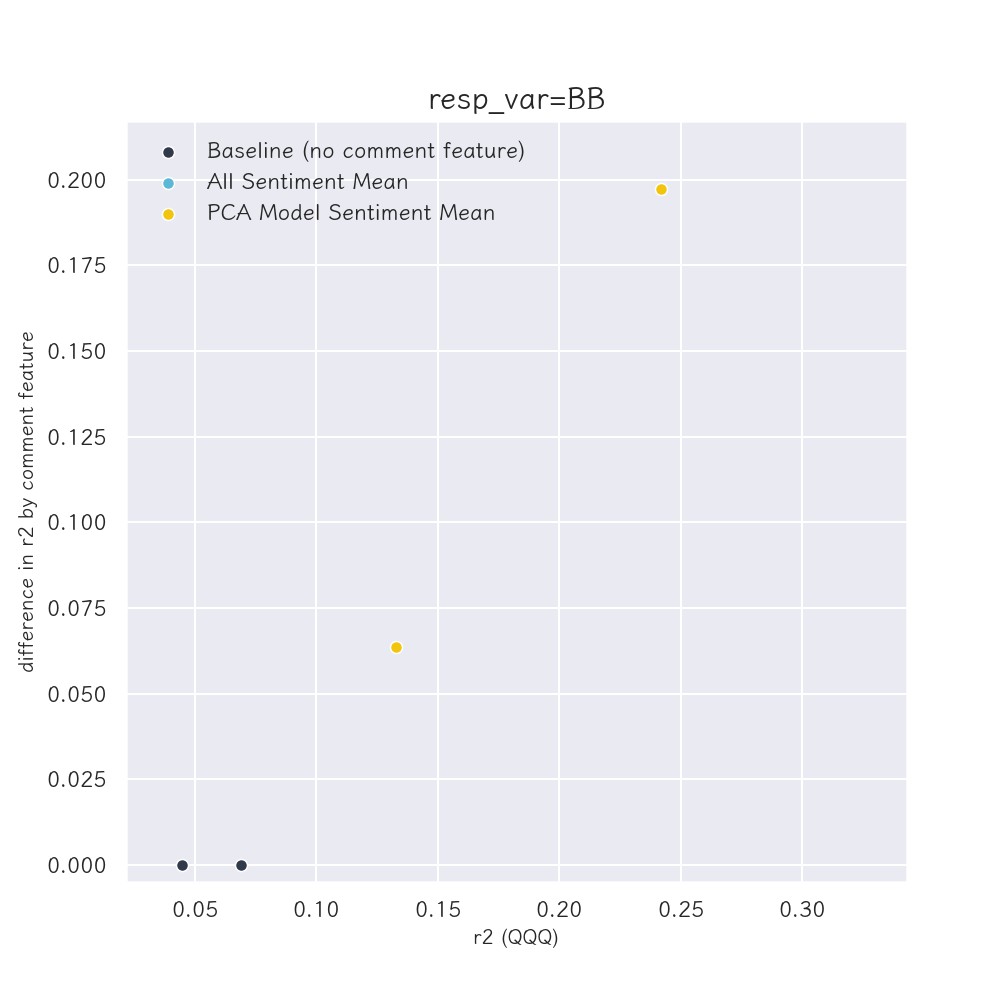 resp_var=BB
Baseline (no comment feature)
All Sentiment Mean
PCA Model Sentiment Mean
0.200
0.175
0.150
0.125
0.100
0.075
0.050
0.025
0.000
difference in r2 by comment feature
0.05 0.10 0.15 0.20 0.25 0.30
r2 (QQQ)